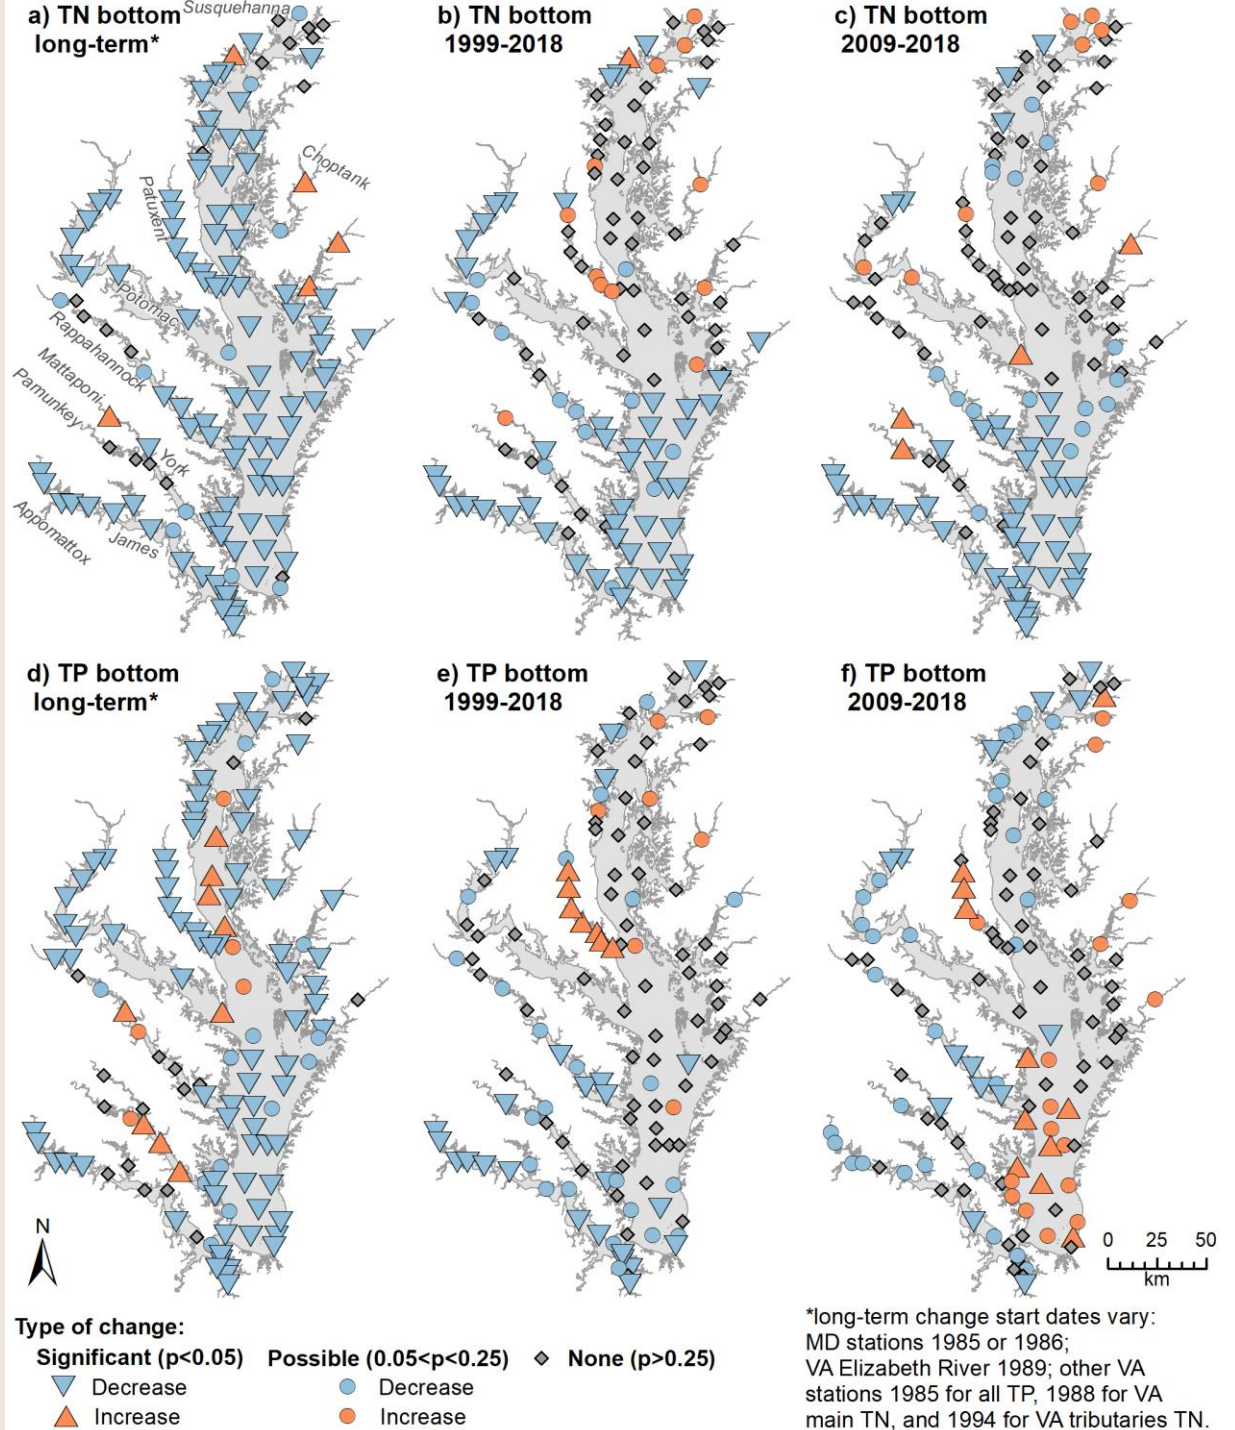 a) TN bottom
long-term*
b) TN bottom
1999-2018
c) TN bottom
2009-2018
Susquehanna
Choptank
Patuxent
Potomac
Rappahannock
Mattaponi
Pamunkey
York
James
Appomattox
d) TP bottom
long-term*
e) TP bottom
1999-2018
f) TP bottom
2009-2018
N
0 25 50
km
Type of change:
Significant (p<0.05) Possible (0.05<p<0.25) None (p>0.25)
Decrease Decrease
Increase Increase
*long-term change start dates vary:
MD stations 1985 or 1986;
VA Elizabeth River 1989; other VA
stations 1985 for all TP, 1988 for VA
main TN, and 1994 for VA tributaries TN.